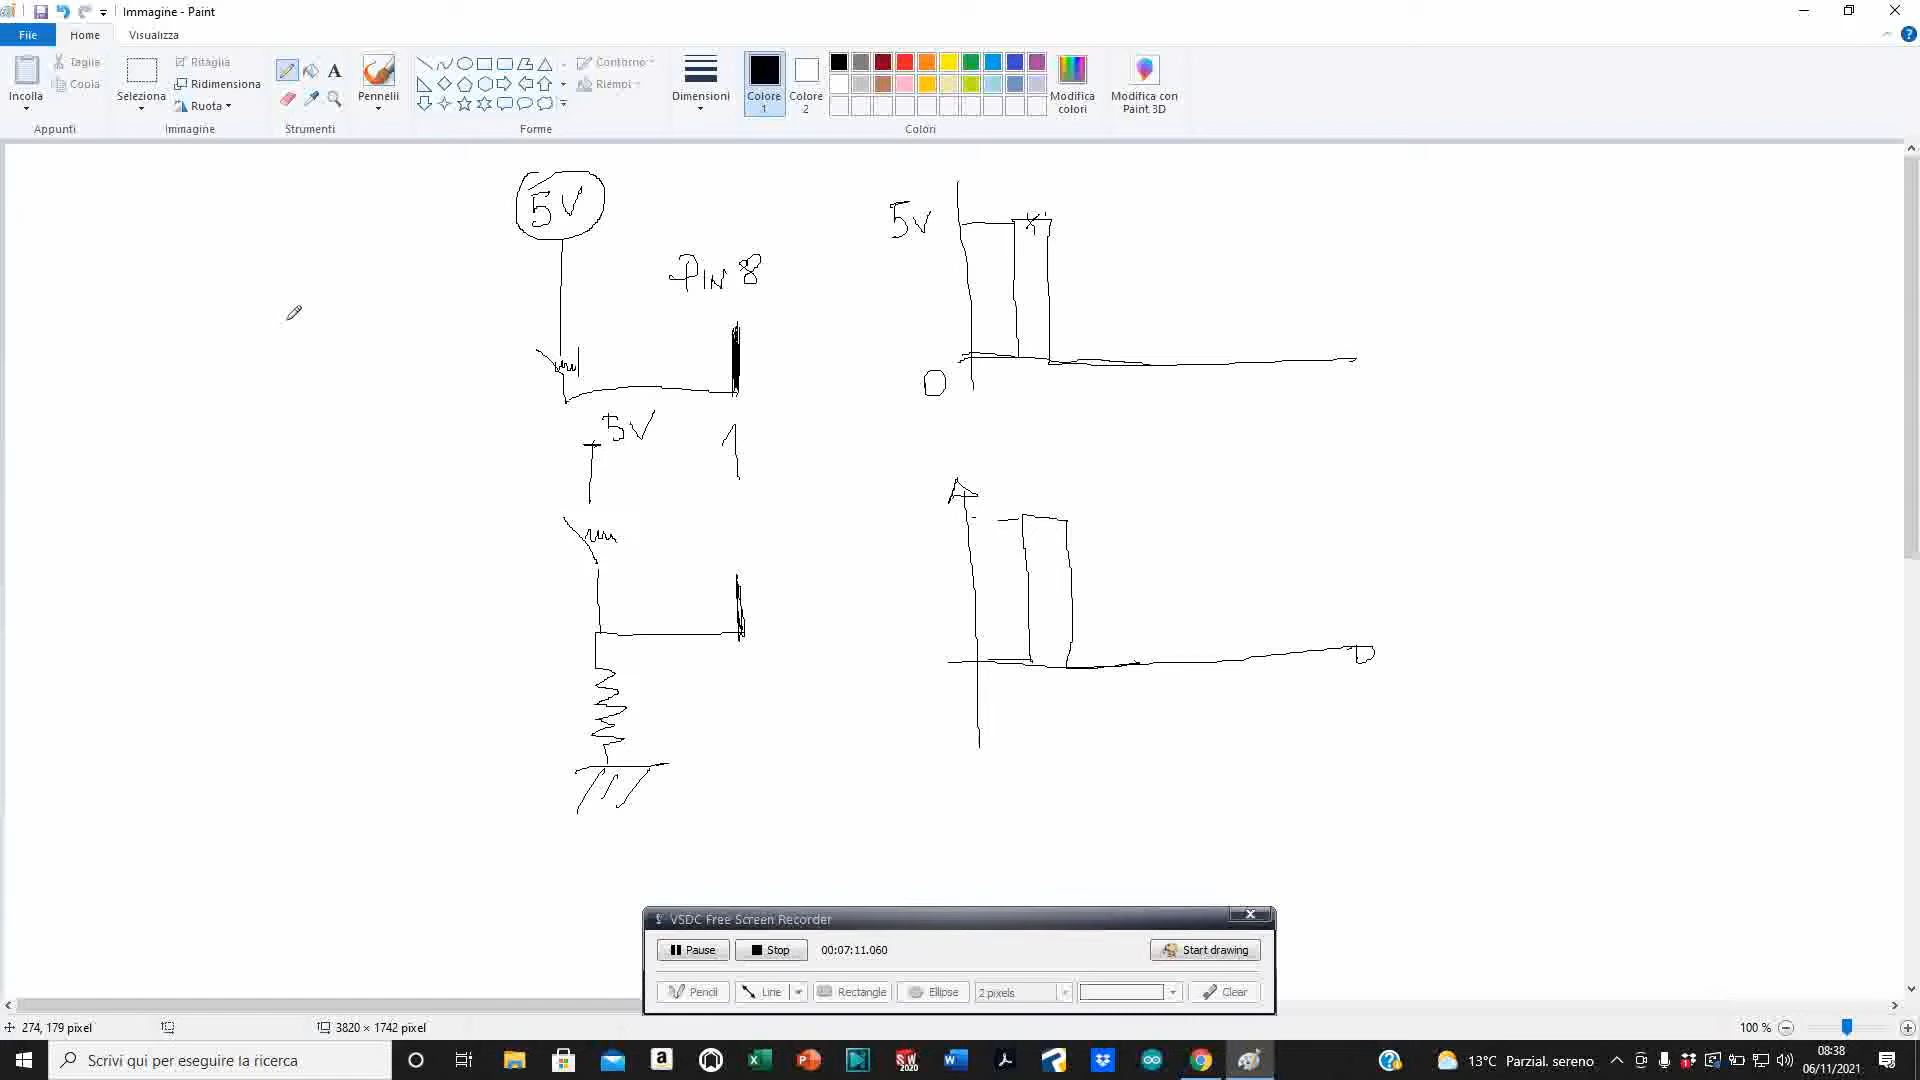 Immagine - Paint
File Home Visualizza
Incolla
Taglia
Copia
Appunti
Seleziona
Ritaglia
Ridimensiona
Ruota
Immagine
A
Strumenti
Pennelli
Contorno
Riempi
Forme
Dimensioni
Colore 1
Colore 2
Modifica colori
Modifica con Paint 3D
Colori
5V
PIN 8
5V
0
5V
1
VSDC Free Screen Recorder
Pause Stop 00:07:11.060 Start drawing
Pencil Line Rectangle Ellipse 2 pixels Clear
274, 179 pixel 3820 × 1742 pixel 100 %
Scrivi qui per eseguire la ricerca
13°C Parzial. sereno
08:38
06/11/2021